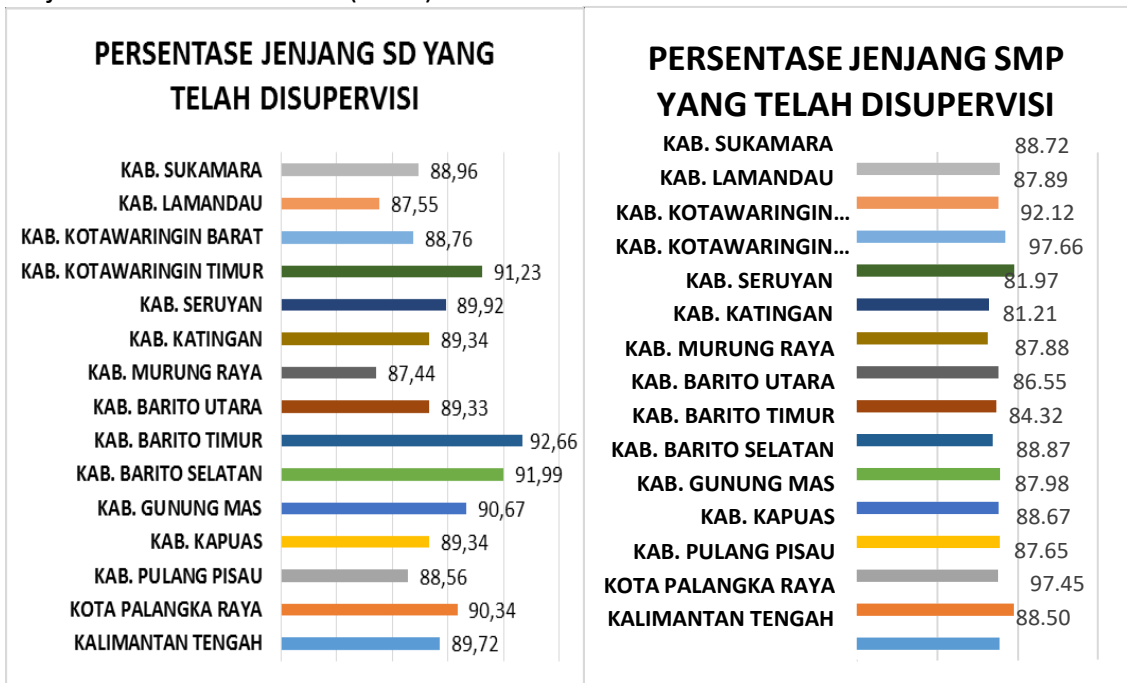 PERSENTASE JENJANG SD YANG
TELAH DISUPERVISI
KAB. SUKAMARA 88,96
KAB. LAMANDAU 87,55
KAB. KOTAWARINGIN BARAT 88,76
KAB. KOTAWARINGIN TIMUR 91,23
KAB. SERUYAN 89,92
KAB. KATINGAN 89,34
KAB. MURUNG RAYA 87,44
KAB. BARITO UTARA 89,33
KAB. BARITO TIMUR 92,66
KAB. BARITO SELATAN 91,99
KAB. GUNUNG MAS 90,67
KAB. KAPUAS 89,34
KAB. PULANG PISAU 88,56
KOTA PALANGKA RAYA 90,34
KALIMANTAN TENGAH 89,72
PERSENTASE JENJANG SMP
YANG TELAH DISUPERVISI
KAB. SUKAMARA 88.72
KAB. LAMANDAU 87.89
KAB. KOTAWARINGIN... 92.12
KAB. KOTAWARINGIN... 97.66
KAB. SERUYAN 81.97
KAB. KATINGAN 81.21
KAB. MURUNG RAYA 87.88
KAB. BARITO UTARA 86.55
KAB. BARITO TIMUR 84.32
KAB. BARITO SELATAN 88.87
KAB. GUNUNG MAS 87.98
KAB. KAPUAS 88.67
KAB. PULANG PISAU 87.65
KOTA PALANGKA RAYA 97.45
KALIMANTAN TENGAH 88.50